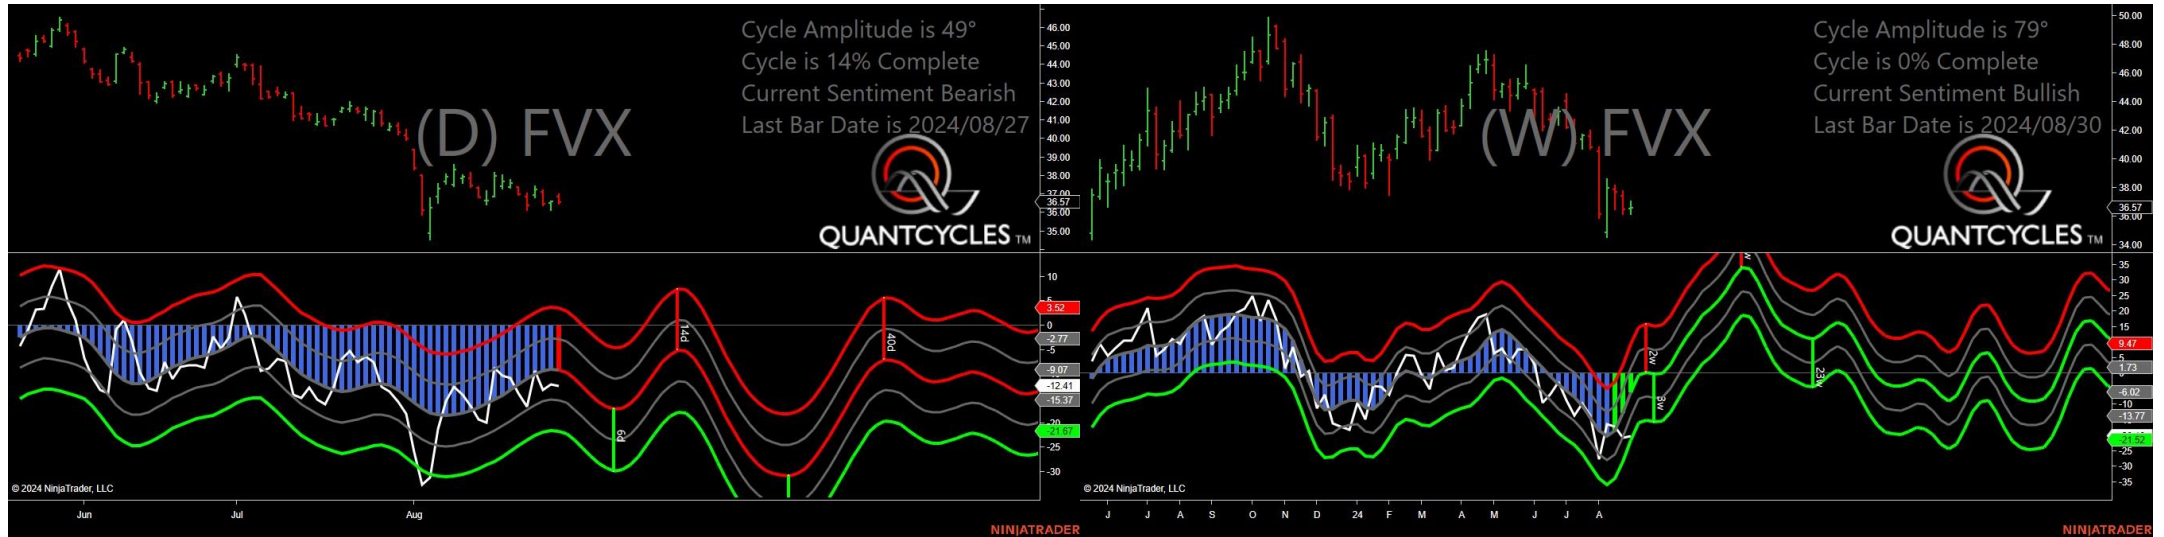 Cycle Amplitude is 49°
Cycle is 14% Complete
Current Sentiment Bearish
Last Bar Date is 2024/08/27
(D) FVX
QUANTCYCLES TM
46.00
45.00
44.00
43.00
42.00
41.00
40.00
39.00
38.00
37.00
36.57
36.00
35.00
10
5
3.52
0
-2.77
-5
-9.07
-12.41
-15.37
-20
-21.67
-25
-30
6d
14d
40d
© 2024 NinjaTrader, LLC
Jun Jul Aug
NINJATRADER
Cycle Amplitude is 79°
Cycle is 0% Complete
Current Sentiment Bullish
Last Bar Date is 2024/08/30
(W) FVX
QUANTCYCLES TM
50.00
48.00
46.00
44.00
42.00
40.00
38.00
36.57
36.00
34.00
35
30
25
20
15
9.47
5
1.73
-6.02
-10
-13.77
-21.52
-25
-30
-35
w
2w
3w
23w
© 2024 NinjaTrader, LLC
J J A S O N D 24 F M A M J J A
NINJATRADER